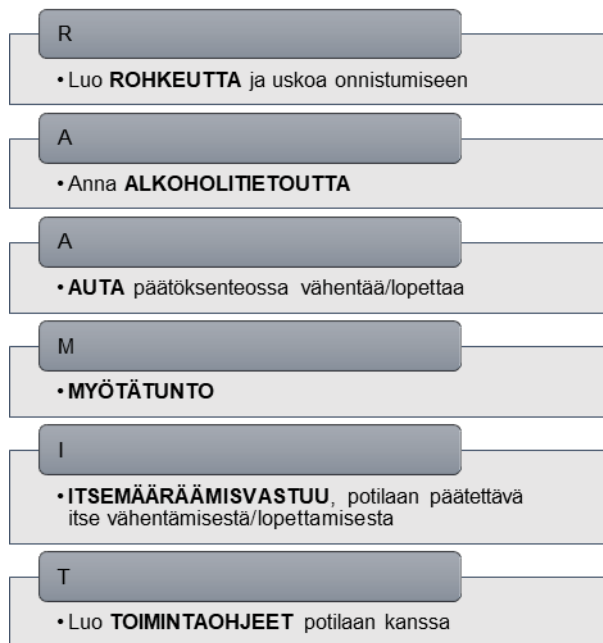 R
• Luo ROHKEUTTA ja uskoa onnistumiseen
A
• Anna ALKOHOLITIETOUTTA
A
• AUTA päätöksenteossa vähentää/lopettaa
M
• MYÖTÄTUNTO
I
• ITSEMÄÄRÄÄMISVASTUU, potilaan päätettävä
itse vähentämisestä/lopettamisesta
T
• Luo TOIMINTAOHJEET potilaan kanssa